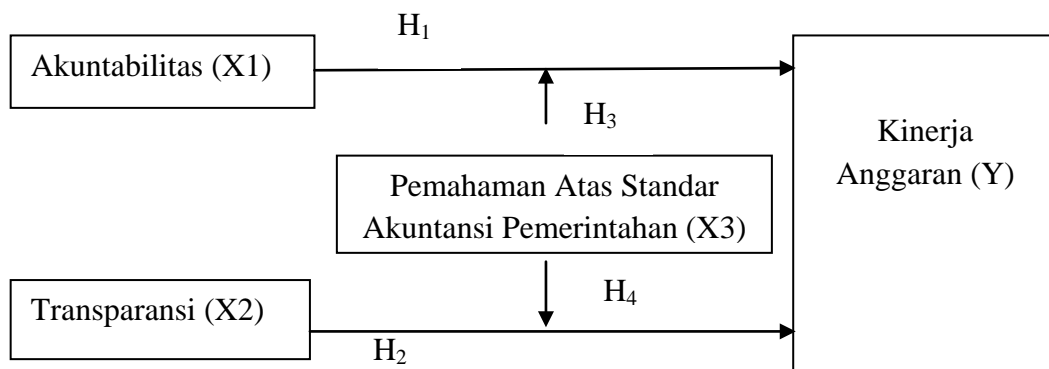 H₁
Akuntabilitas (X1)
H₃
Kinerja
Anggaran (Y)
Pemahaman Atas Standar
Akuntansi Pemerintahan (X3)
Transparansi (X2)
H₄
H₂